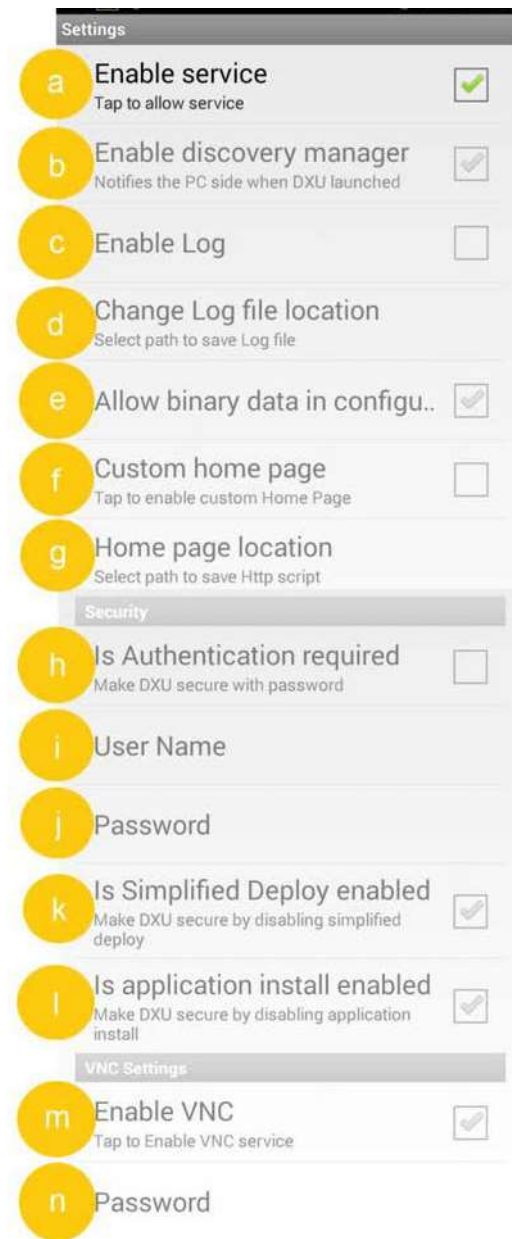 Settings
a Enable service
Tap to allow service
b Enable discovery manager
Notifies the PC side when DXU launched
c Enable Log
d Change Log file location
Select path to save Log file
e Allow binary data in configu..
f Custom home page
Tap to enable custom Home Page
g Home page location
Select path to save Http script
Security
h Is Authentication required
Make DXU secure with password
i User Name
j Password
k Is Simplified Deploy enabled
Make DXU secure by disabling simplified
deploy
l Is application install enabled
Make DXU secure by disabling application
install
VNC Settings
m Enable VNC
Tap to Enable VNC service
n Password